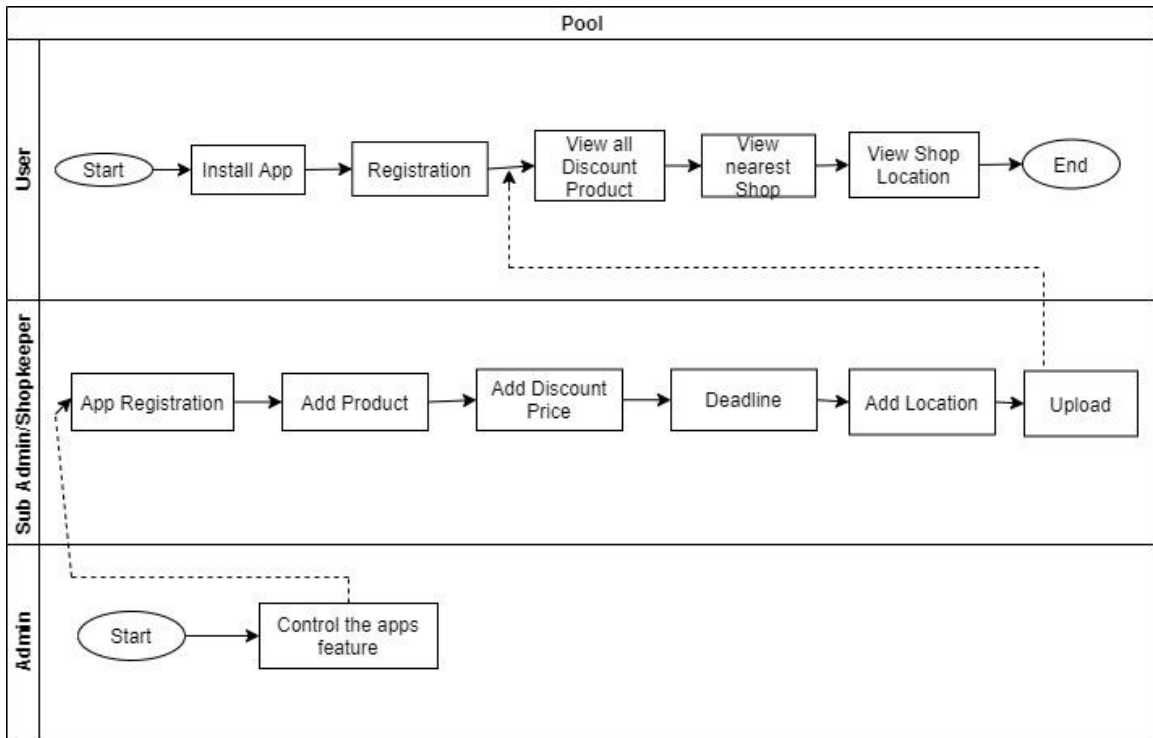 Pool
User
Start
Install App
Registration
View all
Discount
Product
View
nearest
Shop
View Shop
Location
End
Sub Admin/Shopkeeper
App Registration
Add Product
Add Discount
Price
Deadline
Add Location
Upload
Admin
Start
Control the apps
feature